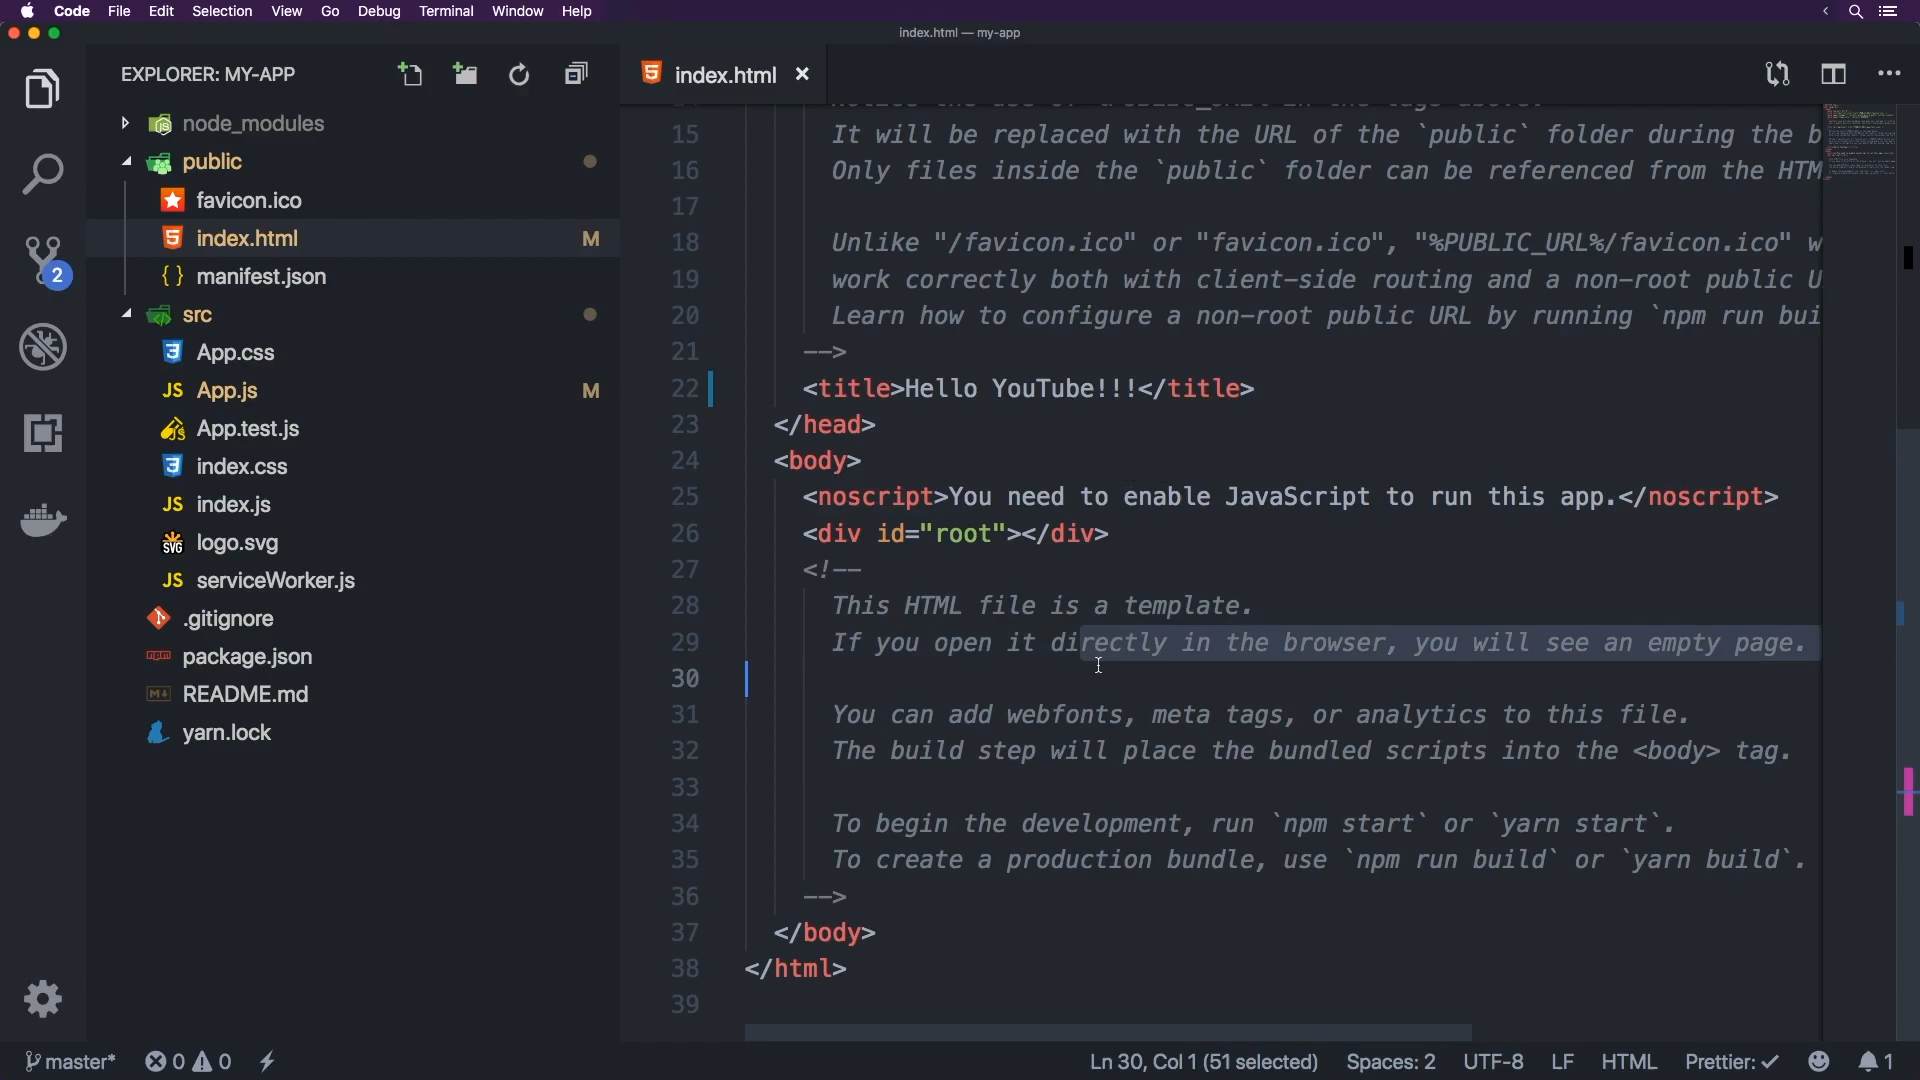 Code File Edit Selection View Go Debug Terminal Window Help
index.html — my-app
EXPLORER: MY-APP
index.html
node_modules
public
favicon.ico
index.html M
manifest.json
src
App.css
App.js M
App.test.js
index.css
JS index.js
logo.svg
JS serviceWorker.js
.gitignore
package.json
README.md
yarn.lock
2
15 It will be replaced with the URL of the `public` folder during the b
16 Only files inside the `public` folder can be referenced from the HTM
17
18 Unlike "/favicon.ico" or "favicon.ico", "%PUBLIC_URL%/favicon.ico" w
19 work correctly both with client-side routing and a non-root public U
20 Learn how to configure a non-root public URL by running `npm run bui
21 -->
22 <title>Hello YouTube!!!</title>
23 </head>
24 <body>
25 <noscript>You need to enable JavaScript to run this app.</noscript>
26 <div id="root"></div>
27 <!--
28 This HTML file is a template.
29 If you open it directly in the browser, you will see an empty page.
30
31 You can add webfonts, meta tags, or analytics to this file.
32 The build step will place the bundled scripts into the <body> tag.
33
34 To begin the development, run `npm start` or `yarn start`.
35 To create a production bundle, use `npm run build` or `yarn build`.
36 -->
37 </body>
38 </html>
39
master* 0 0 Ln 30, Col 1 (51 selected) Spaces: 2 UTF-8 LF HTML Prettier: ✓ 1